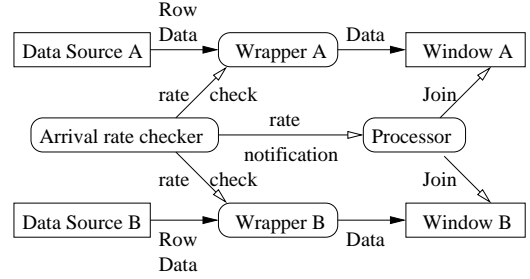 Row
Data
Data
Data Source A
Wrapper A
Window A
rate check
Join
rate
Arrival rate checker
Processor
notification
rate check
Join
Data Source B
Wrapper B
Window B
Row
Data
Data